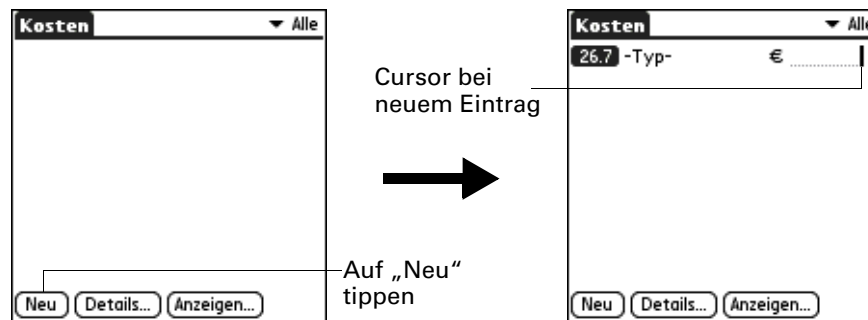 Kosten
Alle
Neu
Details...
Anzeigen...
Cursor bei
neuem Eintrag
Auf „Neu“
tippen
Kosten
Alle
26.7 -Typ- €
Neu
Details...
Anzeigen...